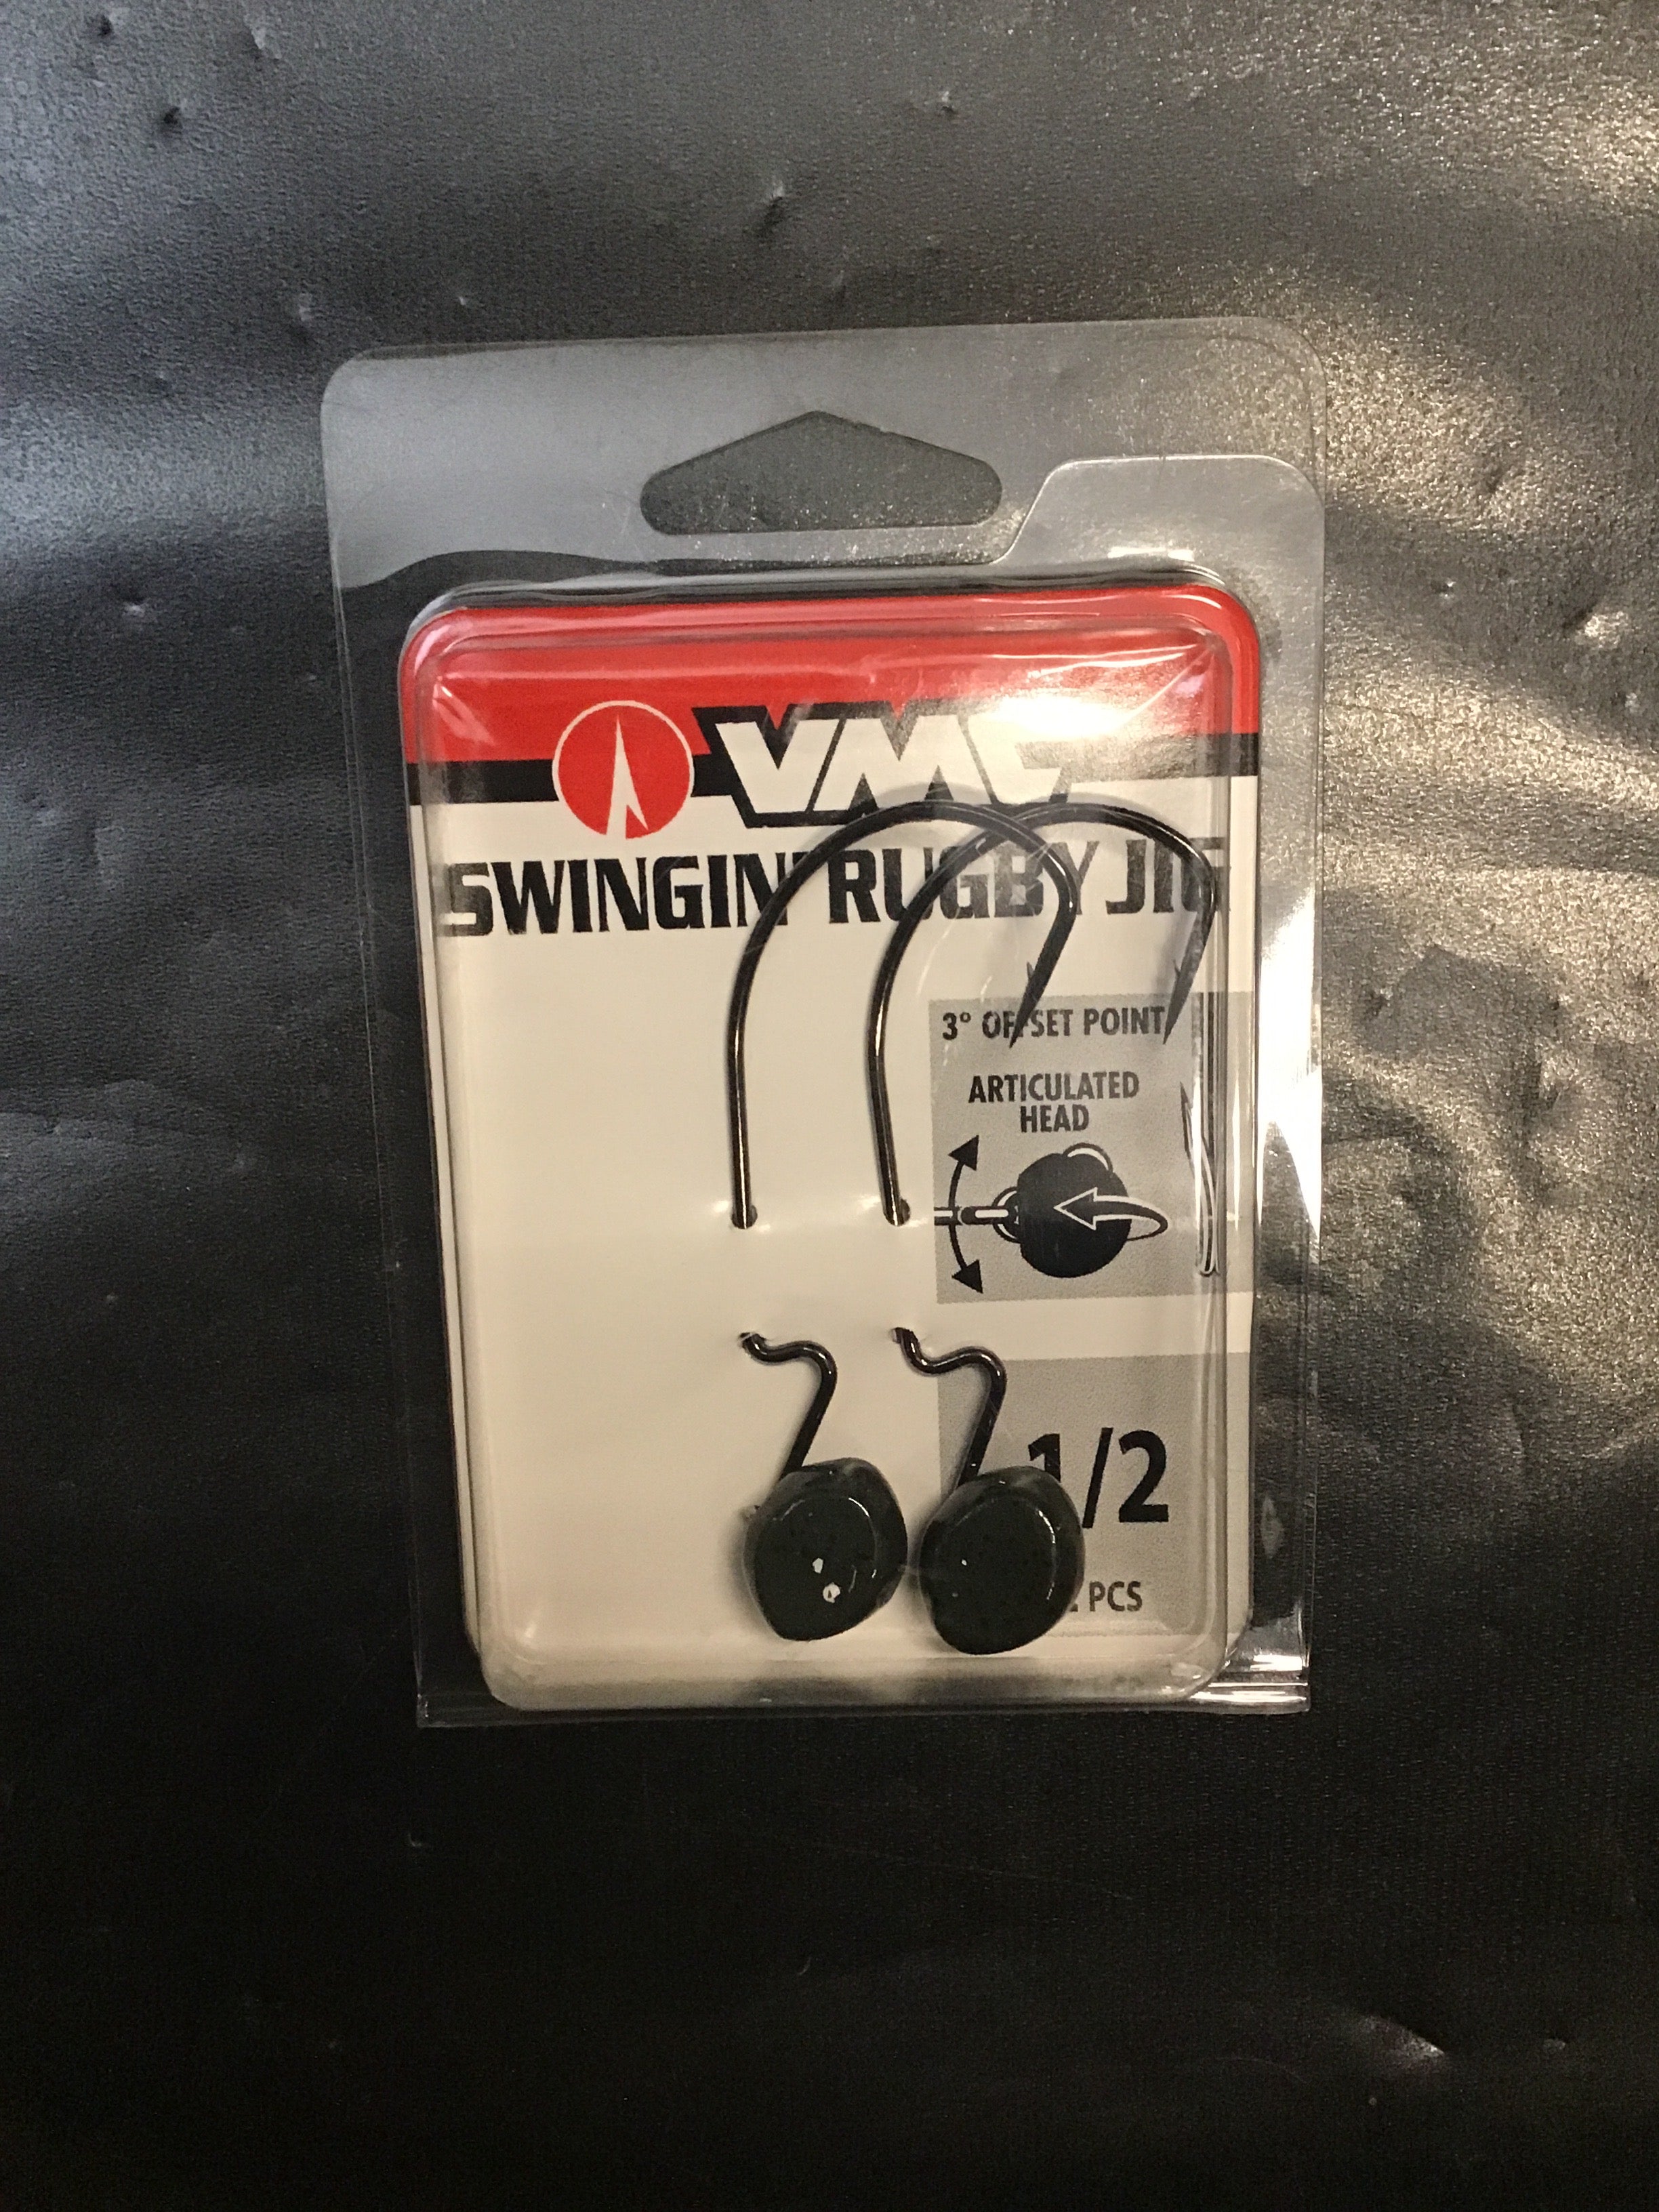 VMC
SWINGIN' RUGBY JIG
3° OFFSET POINT
ARTICULATED
HEAD
1/2
PCS